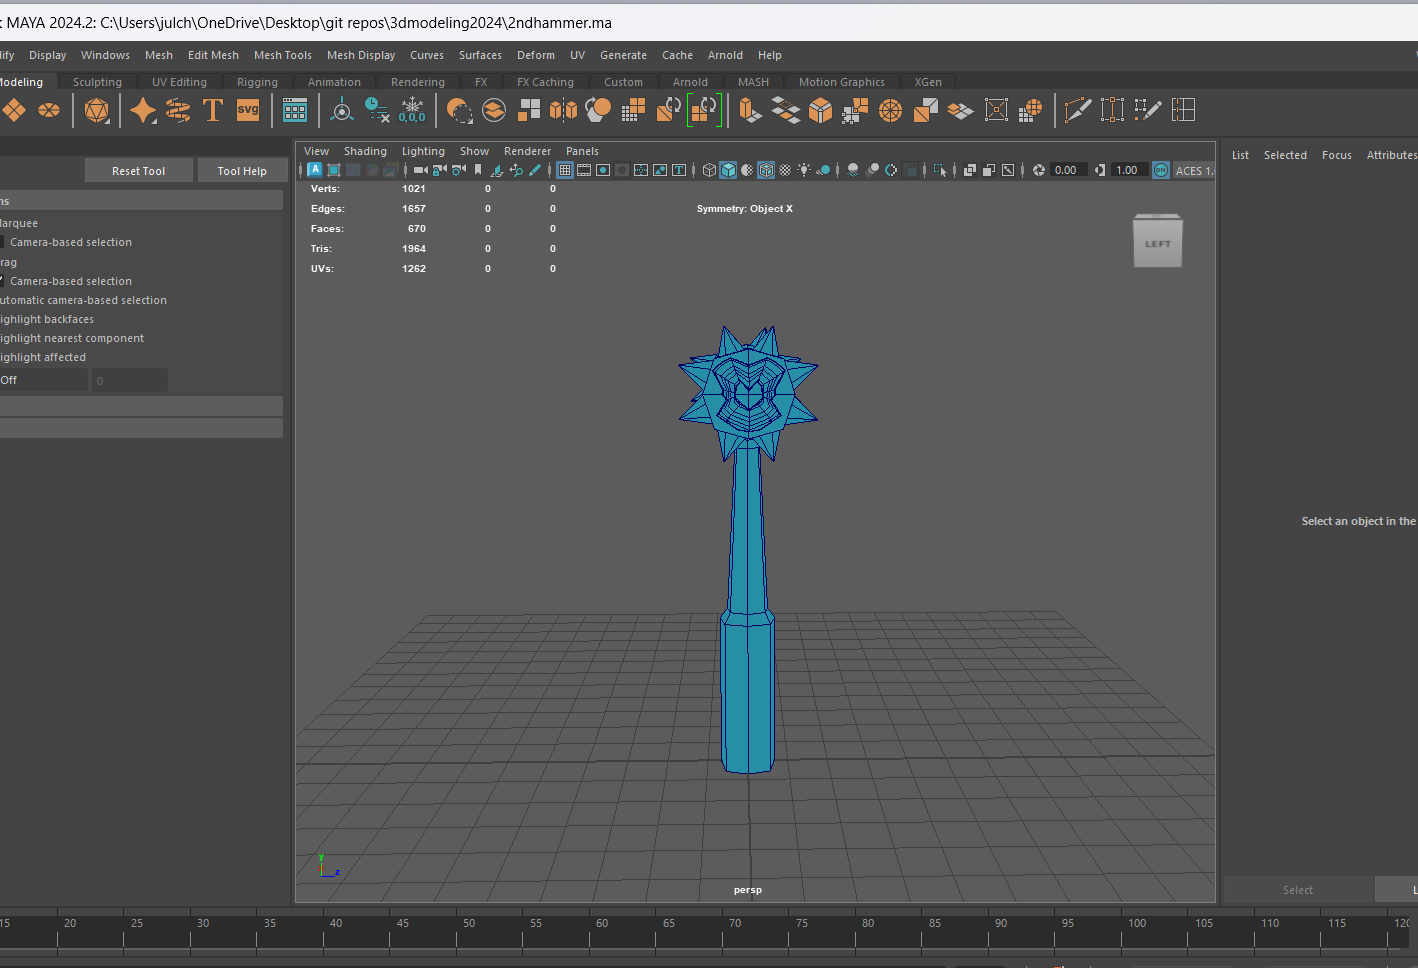 MAYA 2024.2: C:\Users\julch\OneDrive\Desktop\git repos\3dmodeling2024\2ndhammer.ma
ify Display Windows Mesh Edit Mesh Mesh Tools Mesh Display Curves Surfaces Deform UV Generate Cache Arnold Help
Modeling Sculpting UV Editing Rigging Animation Rendering FX FX Caching Custom Arnold MASH Motion Graphics XGen
T svg 0,0,0
View Shading Lighting Show Renderer Panels
List Selected Focus Attributes
Reset Tool Tool Help
A T 0.00 1.00 ON ACES 1.
Verts: 1021 0 0
ns
Edges: 1657 0 0
Symmetry: Object X
Marquee
Faces: 670 0 0
Camera-based selection
Tris: 1964 0 0
LEFT
rag
UVs: 1262 0 0
Camera-based selection
utomatic camera-based selection
ighlight backfaces
ighlight nearest component
ighlight affected
Off 0
Select an object in the
y
z
persp
Select L
15 20 25 30 35 40 45 50 55 60 65 70 75 80 85 90 95 100 105 110 115 120